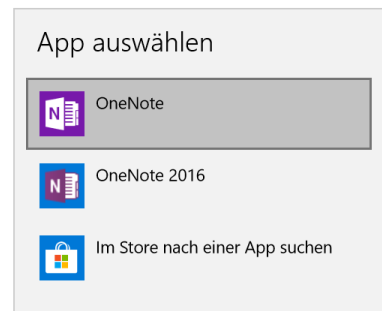 App auswählen
N
OneNote
N
OneNote 2016
Im Store nach einer App suchen